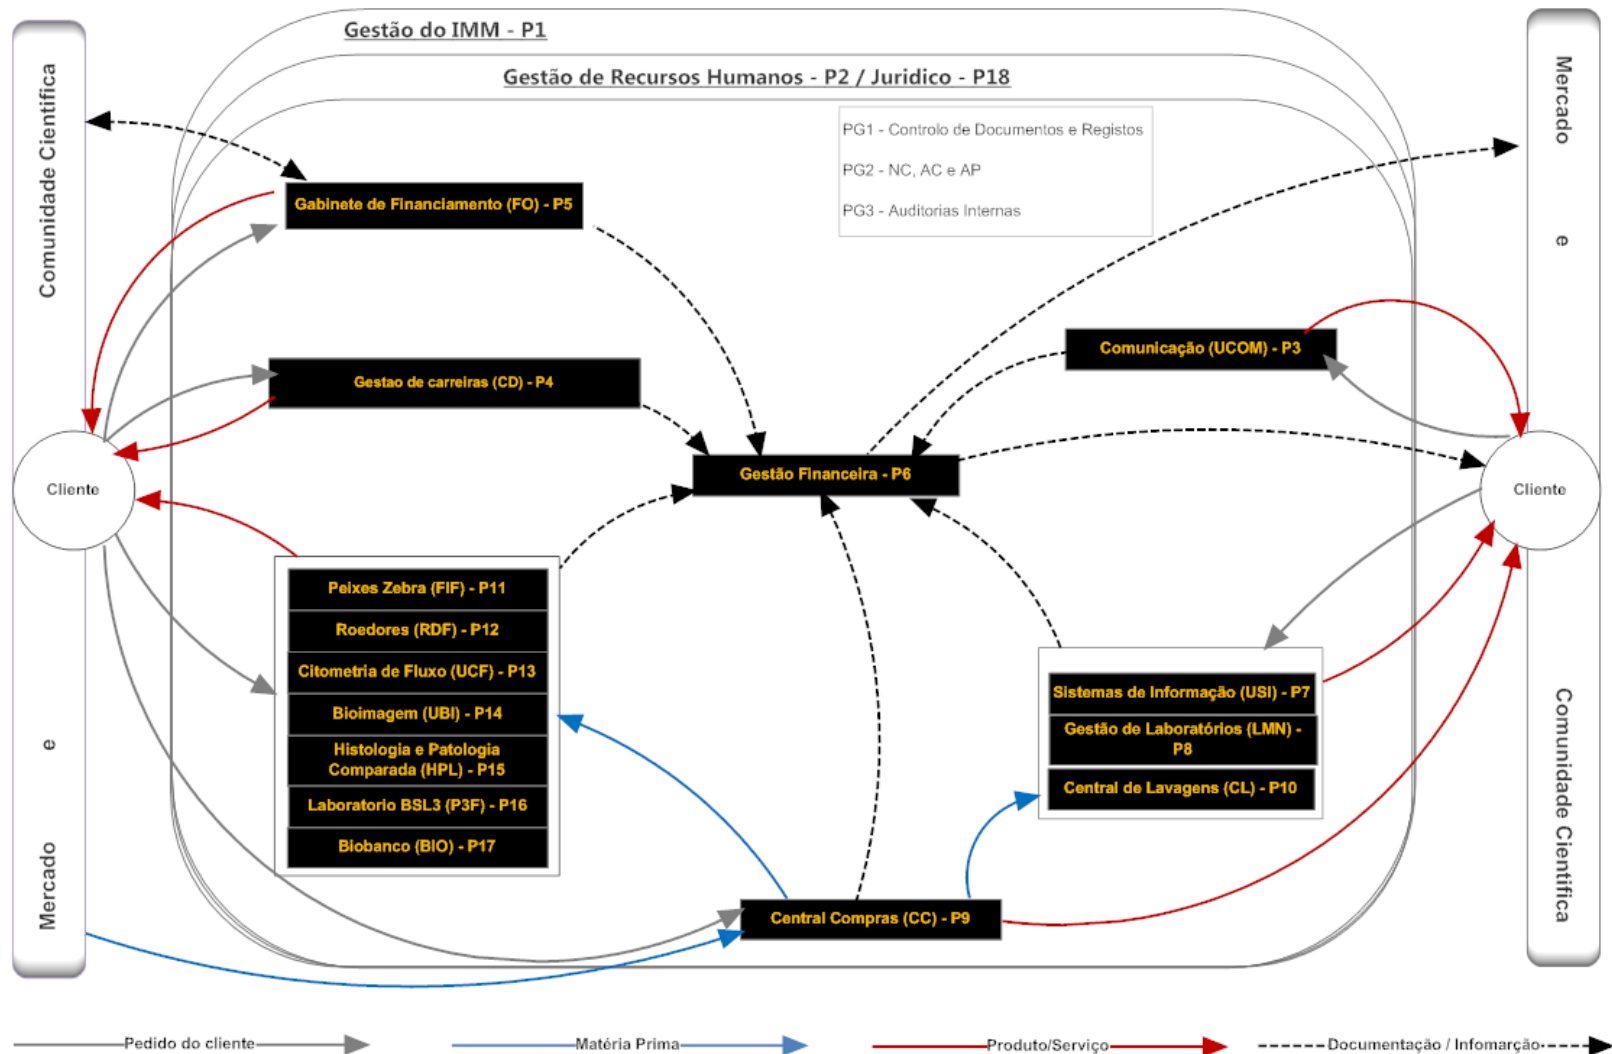 Gestão do IMM - P1
Gestão de Recursos Humanos - P2 / Juridico - P18
PG1 - Controlo de Documentos e Registos
PG2 - NC, AC e AP
PG3 - Auditorias Internas
Comunidade Científica
e
Mercado
Mercado
e
Comunidade Científica
Gabinete de Financiamento (FO) - P5
Comunicação (UCOM) - P3
Gestao de carreiras (CD) - P4
Gestão Financeira - P6
Cliente
Cliente
Peixes Zebra (FIF) - P11
Roedores (RDF) - P12
Citometria de Fluxo (UCF) - P13
Bioimagem (UBI) - P14
Histologia e Patologia
Comparada (HPL) - P15
Laboratorio BSL3 (P3F) - P16
Biobanco (BIO) - P17
Sistemas de Informação (USI) - P7
Gestão de Laboratórios (LMN) -
P8
Central de Lavagens (CL) - P10
Central Compras (CC) - P9
Pedido do cliente
Matéria Prima
Produto/Serviço
Documentação / Infomarção